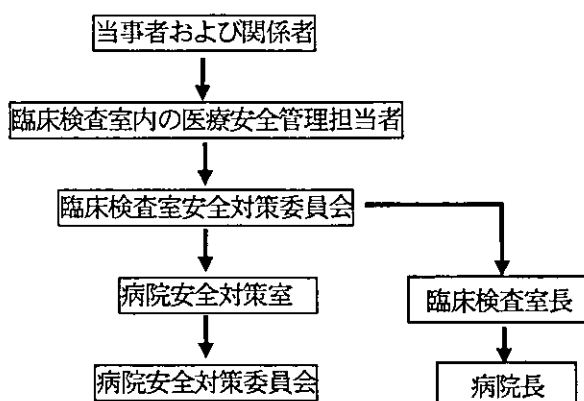 当事者および関係者
臨床検査室内の医療安全管理担当者
臨床検査室安全対策委員会
病院安全対策室
臨床検査室長
病院安全対策委員会
病院長